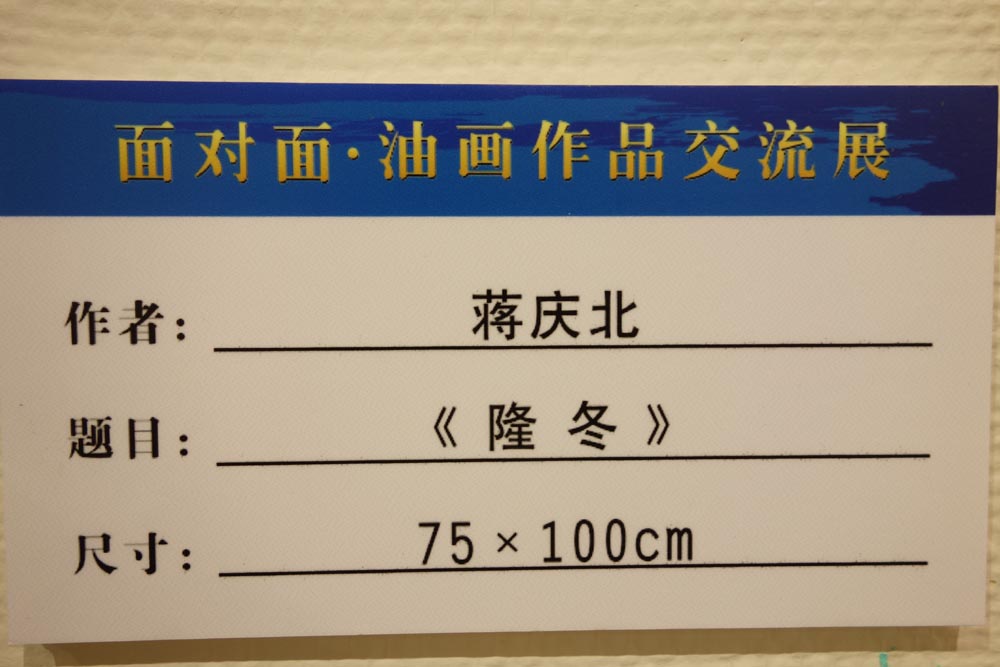 面对面·油画作品交流展
作者： 蒋庆北
题目： 《隆冬》
尺寸： 75×100cm